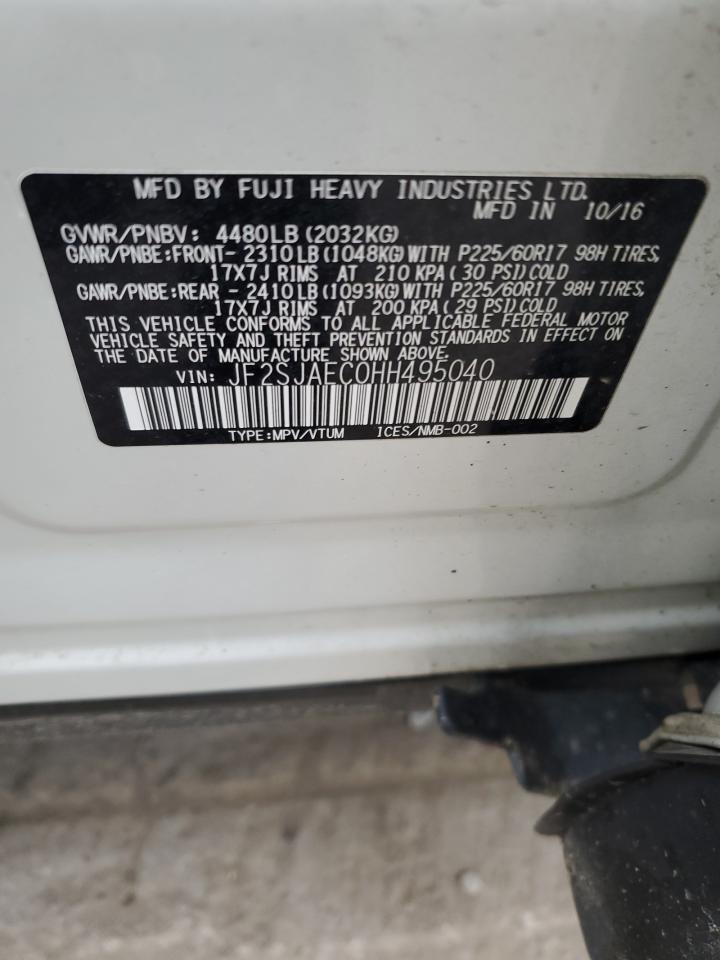 MFD BY FUJI HEAVY INDUSTRIES LTD.
MFD IN 10/16
GVWR/PNBV: 4480LB(2032KG)
GAWR/PNBE:FRONT- 2310LB(1048KG)WITH P225/60R17 98H TIRES,
17X7J RIMS AT 210 KPA( 30 PSI)COLD
GAWR/PNBE:REAR - 2410LB(1093KG)WITH P225/60R17 98H TIRES,
17X7J RIMS AT 200 KPA( 29 PSI)COLD
THIS VEHICLE CONFORMS TO ALL APPLICABLE FEDERAL MOTOR
VEHICLE SAFETY AND THEFT PREVENTION STANDARDS IN EFFECT ON
THE DATE OF MANUFACTURE SHOWN ABOVE.
VIN: JF2SJAEC0HH495040
TYPE:MPV/VTUM ICES/NMB-002